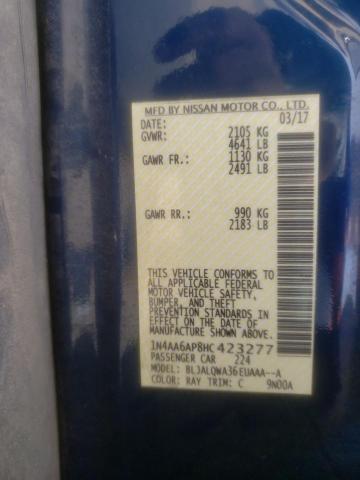 MFD BY NISSAN MOTOR CO., LTD.
DATE: 03/17
GVWR: 2105 KG
4641 LB
GAWR FR: 1130 KG
2491 LB
GAWR RR: 990 KG
2183 LB
THIS VEHICLE CONFORMS TO
ALL APPLICABLE FEDERAL
MOTOR VEHICLE SAFETY,
BUMPER, AND THEFT
PREVENTION STANDARDS
IN EFFECT ON THE DATE OF
MANUFACTURE SHOWN ABOVE.
1N4AA6AP8HC423277
PASSENGER CAR 224
MODEL: BLJALQWA36EUAAA--A
COLOR: RAY TRIM: C 9N00A